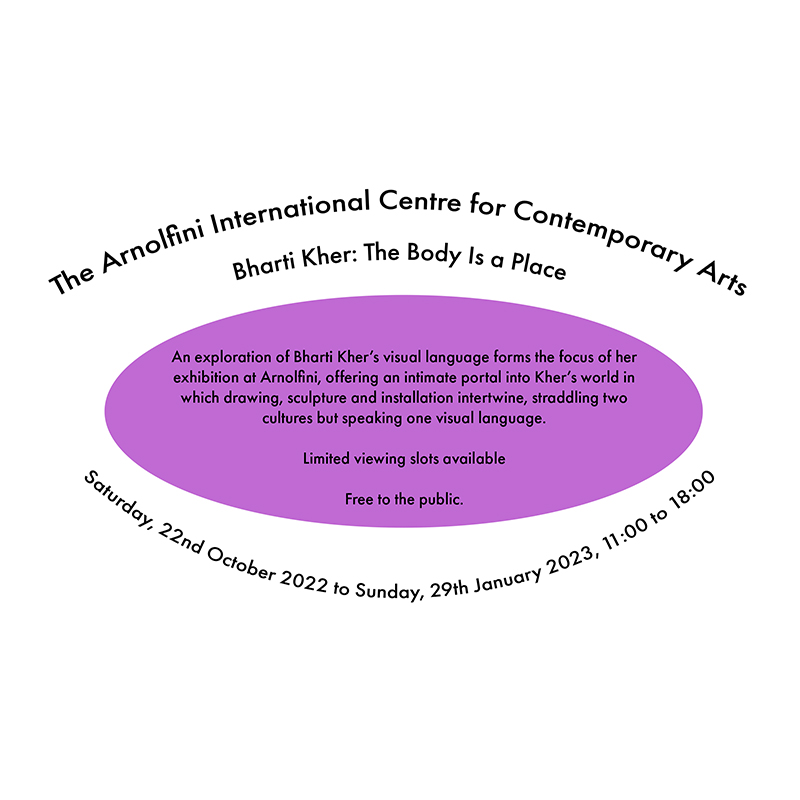 The Arnolfini International Centre for Contemporary Arts
Bharti Kher: The Body Is a Place
An exploration of Bharti Kher's visual language forms the focus of her
exhibition at Arnolfini, offering an intimate portal into Kher's world in
which drawing, sculpture and installation intertwine, straddling two
cultures but speaking one visual language.
Limited viewing slots available
Free to the public.
Saturday, 22nd October 2022 to Sunday, 29th January 2023, 11:00 to 18:00